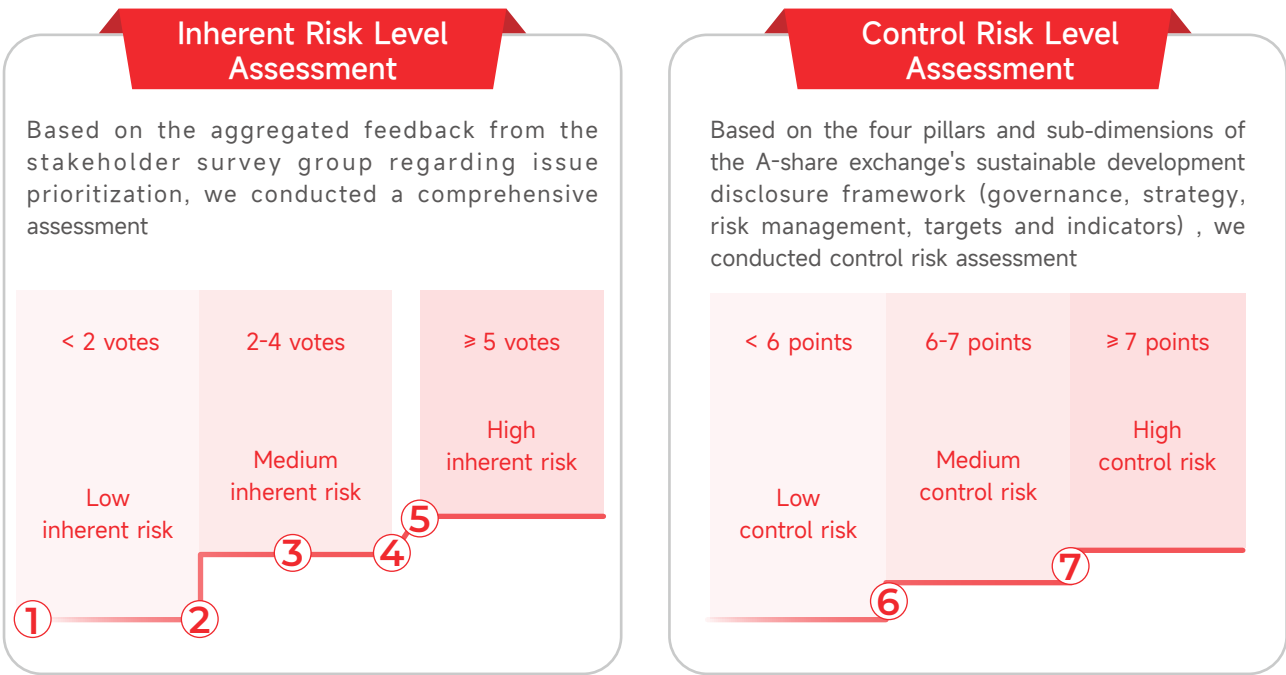 Inherent Risk Level
Assessment
Based on the aggregated feedback from the
stakeholder survey group regarding issue
prioritization, we conducted a comprehensive
assessment
< 2 votes
2-4 votes
≥ 5 votes
Low
inherent risk
Medium
inherent risk
High
inherent risk
1
2
3
4
5
Control Risk Level
Assessment
Based on the four pillars and sub-dimensions of
the A-share exchange's sustainable development
disclosure framework (governance, strategy,
risk management, targets and indicators) , we
conducted control risk assessment
< 6 points
6-7 points
≥ 7 points
Low
control risk
Medium
control risk
High
control risk
6
7